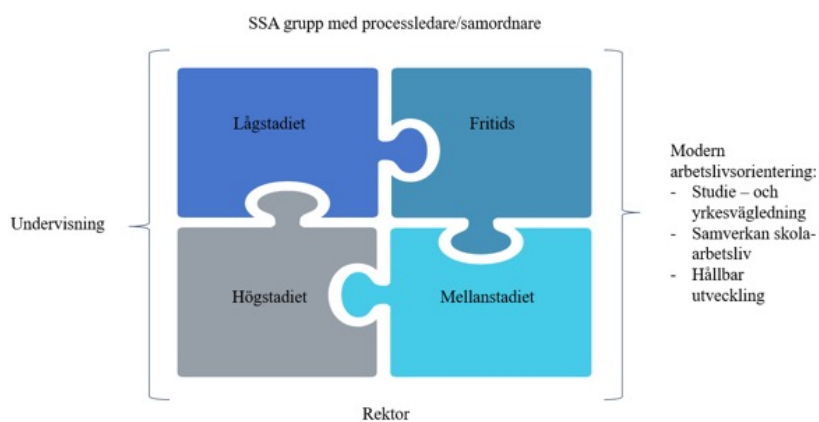 SSA grupp med processledare/samordnare
Lågstadiet
Fritids
Undervisning
Högstadiet
Mellanstadiet
Modern
arbetslivsorientering:
- Studie – och
yrkesvägledning
- Samverkan skola-
arbetsliv
- Hållbar
utveckling
Rektor